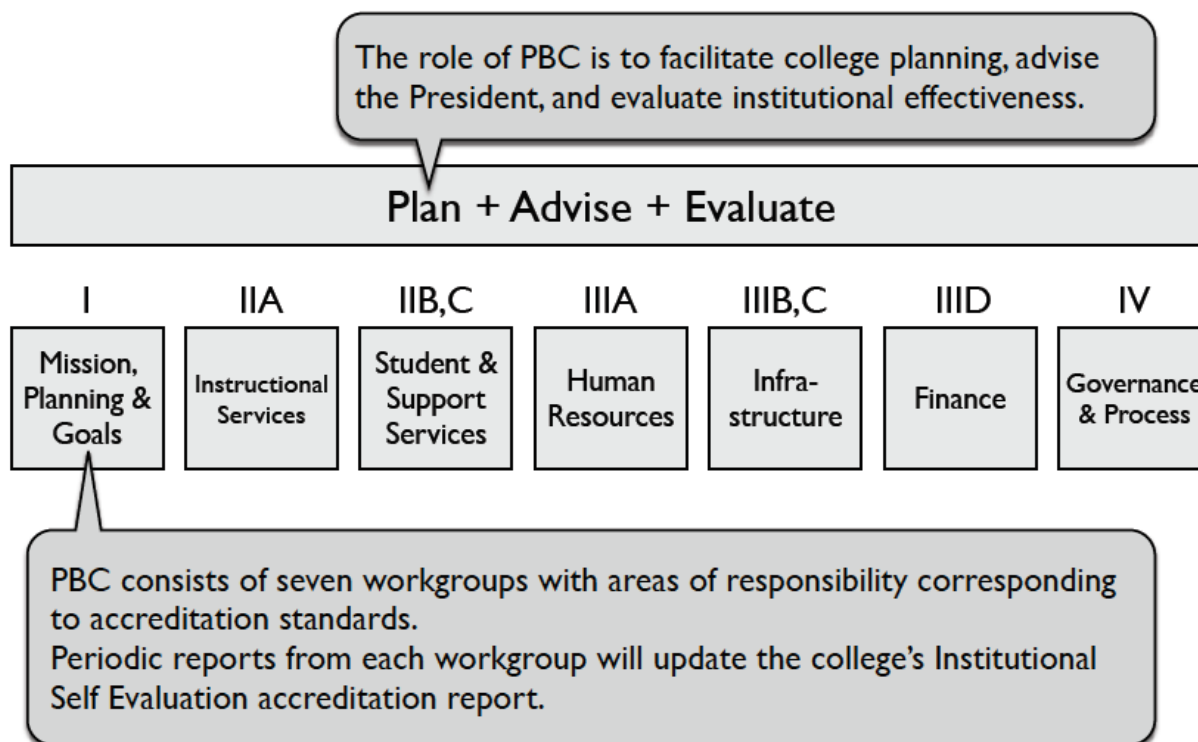 The role of PBC is to facilitate college planning, advise
the President, and evaluate institutional effectiveness.
Plan + Advise + Evaluate
I
IIA
IIB,C
IIIA
IIIB,C
IIID
IV
Mission,
Planning &
Goals
Instructional
Services
Student &
Support
Services
Human
Resources
Infra-
structure
Finance
Governance
& Process
PBC consists of seven workgroups with areas of responsibility corresponding
to accreditation standards.
Periodic reports from each workgroup will update the college's Institutional
Self Evaluation accreditation report.